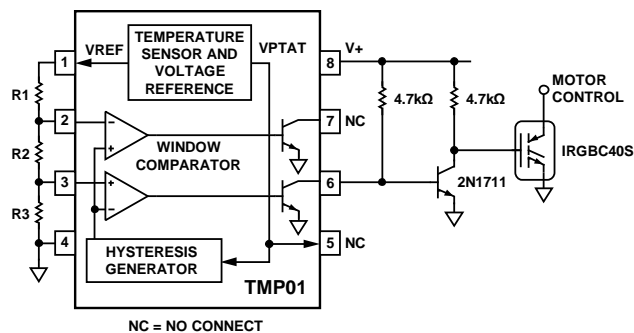 TEMPERATURE
SENSOR AND
VOLTAGE
REFERENCE
VREF
VPTAT
1
8
V+
R1
4.7kΩ
4.7kΩ
MOTOR
CONTROL
2
7
NC
IRGBC40S
R2
WINDOW
COMPARATOR
3
6
2N1711
R3
4
5
NC
HYSTERESIS
GENERATOR
TMP01
NC = NO CONNECT